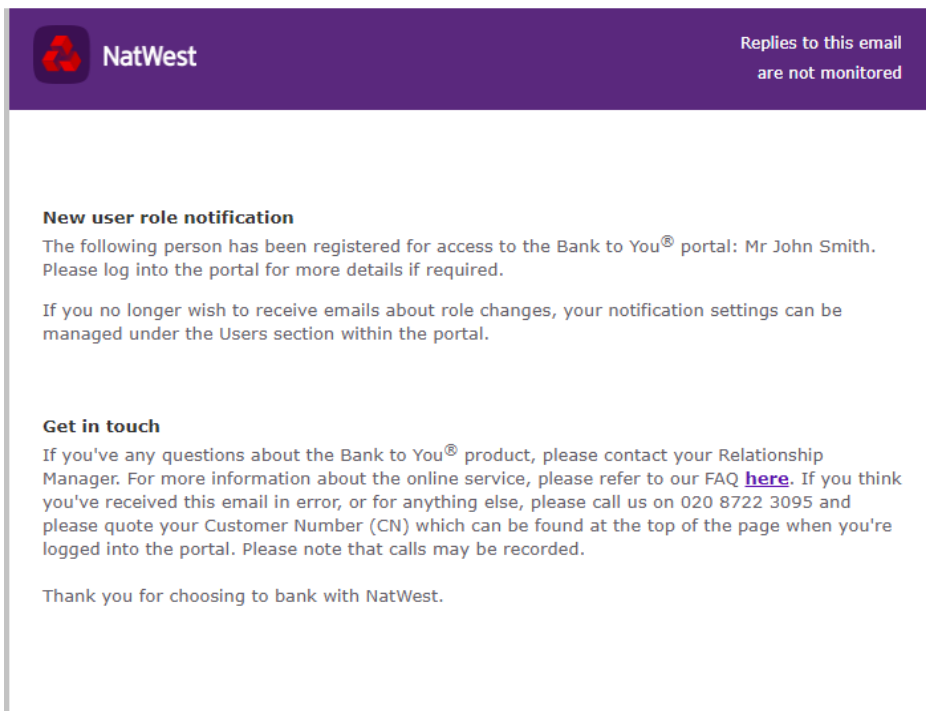 NatWest
Replies to this email
are not monitored
New user role notification
The following person has been registered for access to the Bank to You® portal: Mr John Smith.
Please log into the portal for more details if required.
If you no longer wish to receive emails about role changes, your notification settings can be
managed under the Users section within the portal.
Get in touch
If you've any questions about the Bank to You® product, please contact your Relationship
Manager. For more information about the online service, please refer to our FAQ here. If you think
you've received this email in error, or for anything else, please call us on 020 8722 3095 and
please quote your Customer Number (CN) which can be found at the top of the page when you're
logged into the portal. Please note that calls may be recorded.
Thank you for choosing to bank with NatWest.